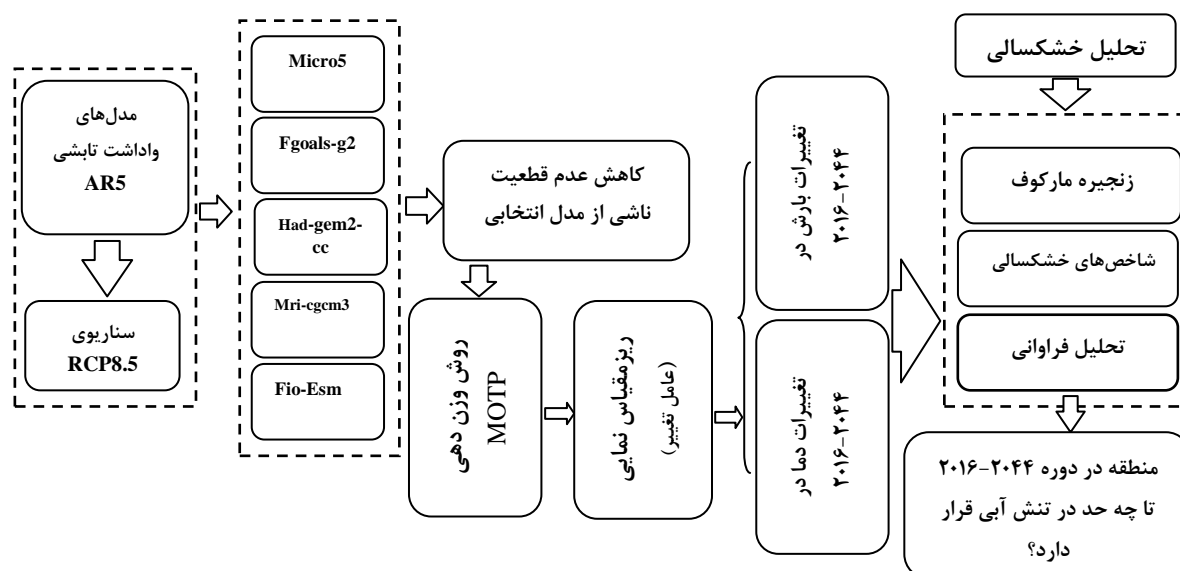 مدل‌های
واداشت تابشی
AR5
سناریوی
RCP8.5
Micro5
Fgoals-g2
Had-gem2-
cc
Mri-cgcm3
Fio-Esm
کاهش عدم قطعیت
ناشی از مدل انتخابی
روش وزن دهی
MOTP
ریزمقیاس نمایی
(عامل تغییر)
تغییرات بارش در
۲۰۱۶-۲۰۴۴
تغییرات دما در
۲۰۱۶-۲۰۴۴
تحلیل خشکسالی
زنجیره مارکوف
شاخص‌های خشکسالی
تحلیل فراوانی
منطقه در دوره ۲۰۴۴-۲۰۱۶
تا چه حد در تنش آبی قرار
دارد؟